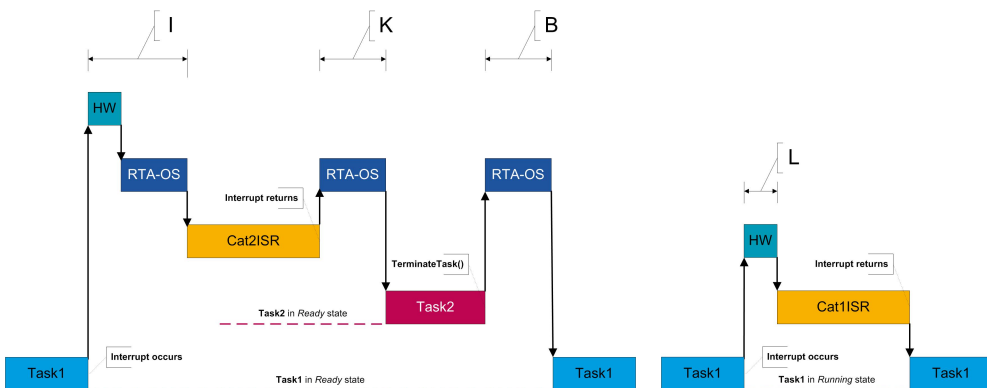 I
K
B
HW
L
RTA-OS
RTA-OS
RTA-OS
Interrupt returns
Cat2ISR
HW
TerminateTask()
Interrupt returns
Task2
Cat1ISR
Task2 in Ready state
Task1
Interrupt occurs
Task1 in Ready state
Task1
Task1
Interrupt occurs
Task1 in Running state
Task1